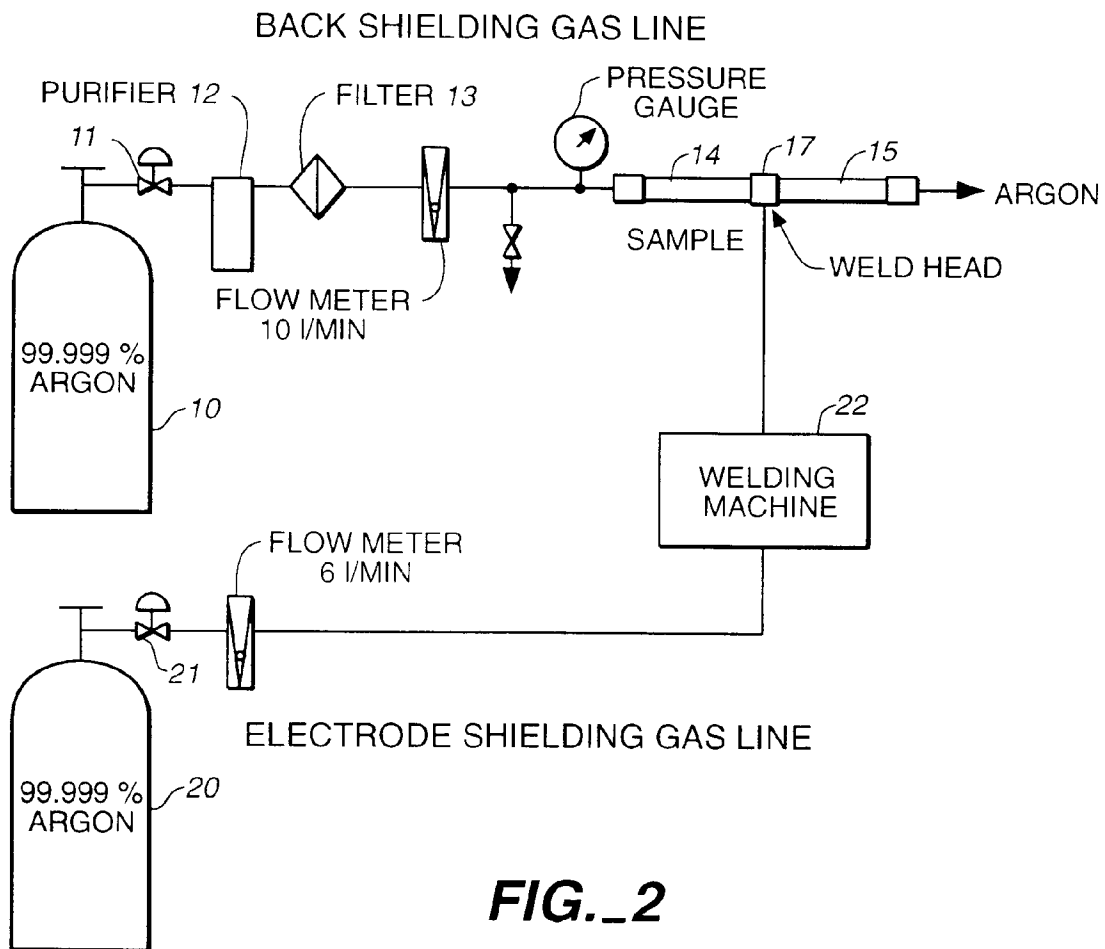 BACK SHIELDING GAS LINE
PURIFIER 12
FILTER 13
PRESSURE
GAUGE
11
14
17
15
ARGON
SAMPLE
WELD HEAD
FLOW METER
10 l/MIN
99.999 %
ARGON
10
22
WELDING
MACHINE
FLOW METER
6 l/MIN
21
ELECTRODE SHIELDING GAS LINE
99.999 %
ARGON
20
FIG._2